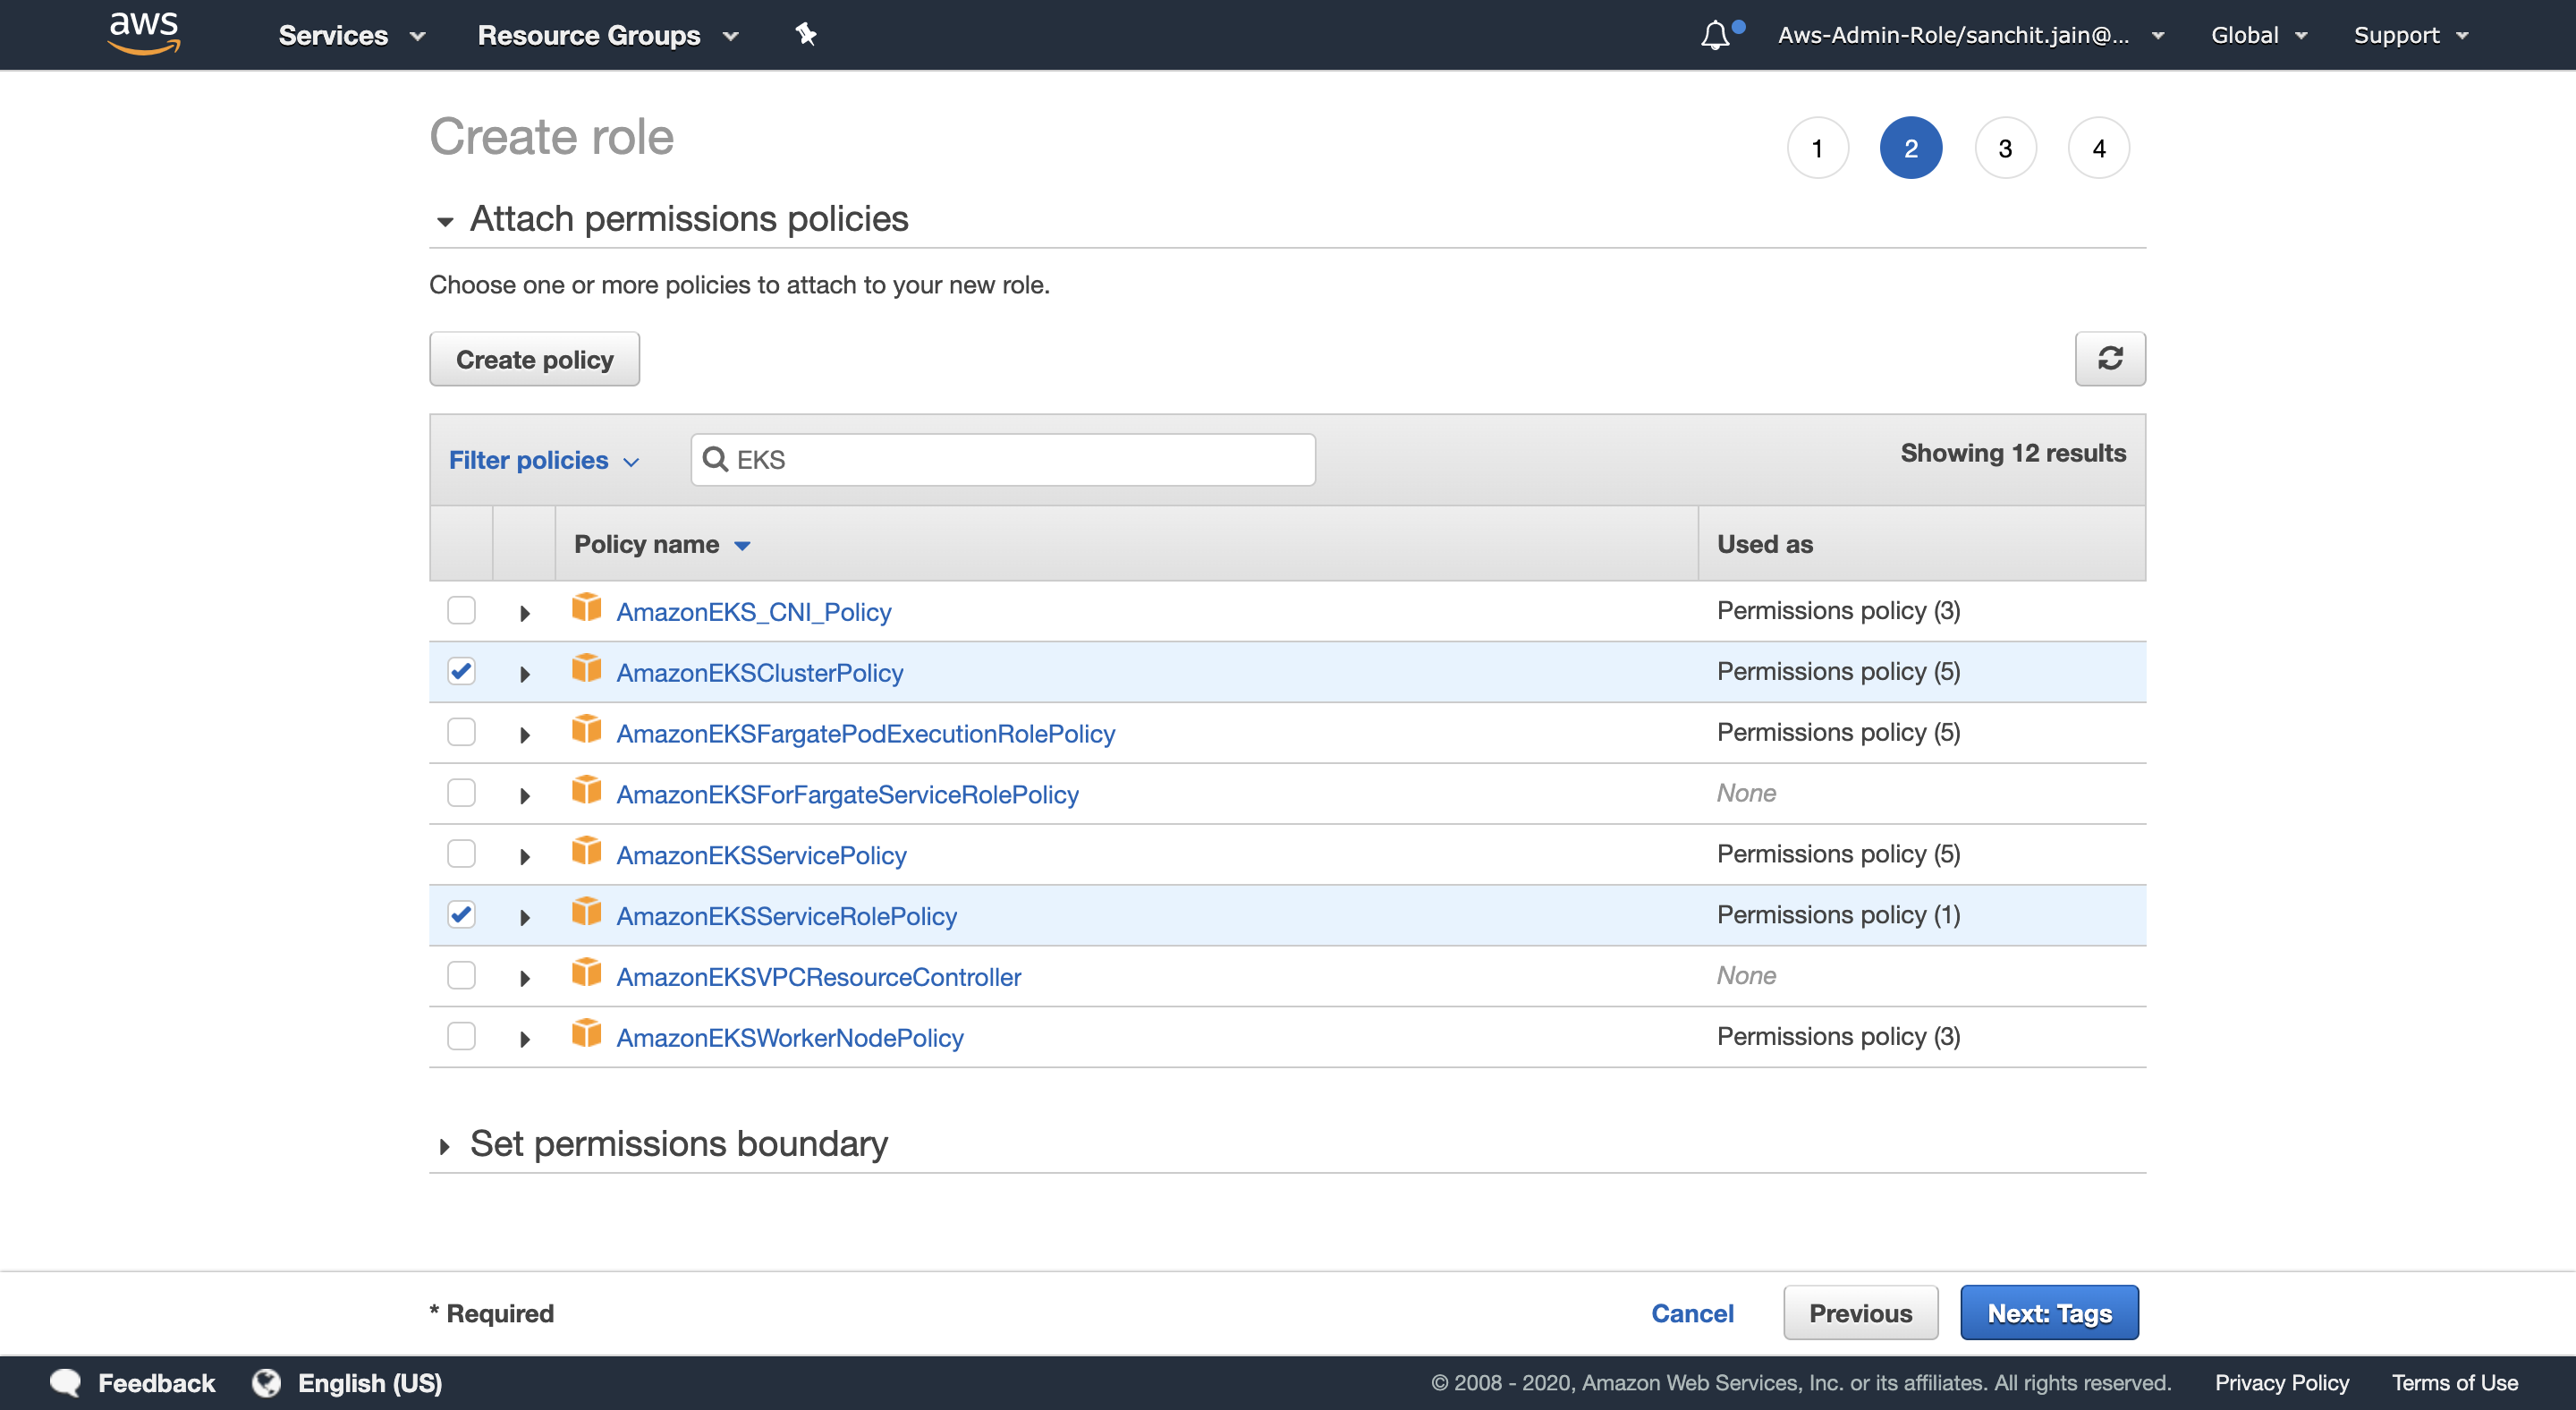 aws Services Resource Groups Aws-Admin-Role/sanchit.jain@... Global Support
Create role
1 2 3 4
Attach permissions policies
Choose one or more policies to attach to your new role.
Create policy
Filter policies EKS Showing 12 results
Policy name Used as
AmazonEKS_CNI_Policy Permissions policy (3)
AmazonEKSClusterPolicy Permissions policy (5)
AmazonEKSFargatePodExecutionRolePolicy Permissions policy (5)
AmazonEKSForFargateServiceRolePolicy None
AmazonEKSServicePolicy Permissions policy (5)
AmazonEKSServiceRolePolicy Permissions policy (1)
AmazonEKSVPCResourceController None
AmazonEKSWorkerNodePolicy Permissions policy (3)
Set permissions boundary
* Required Cancel Previous Next: Tags
Feedback English (US) © 2008 - 2020, Amazon Web Services, Inc. or its affiliates. All rights reserved. Privacy Policy Terms of Use